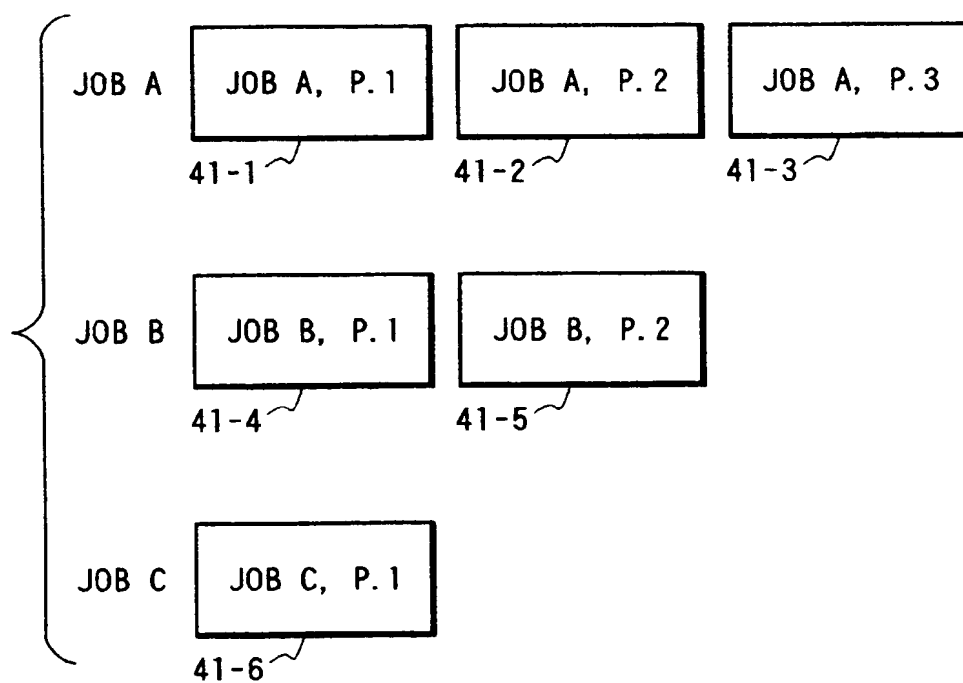 JOB A JOB A, P.1 JOB A, P.2 JOB A, P.3
41-1 41-2 41-3
JOB B JOB B, P.1 JOB B, P.2
41-4 41-5
JOB C JOB C, P.1
41-6